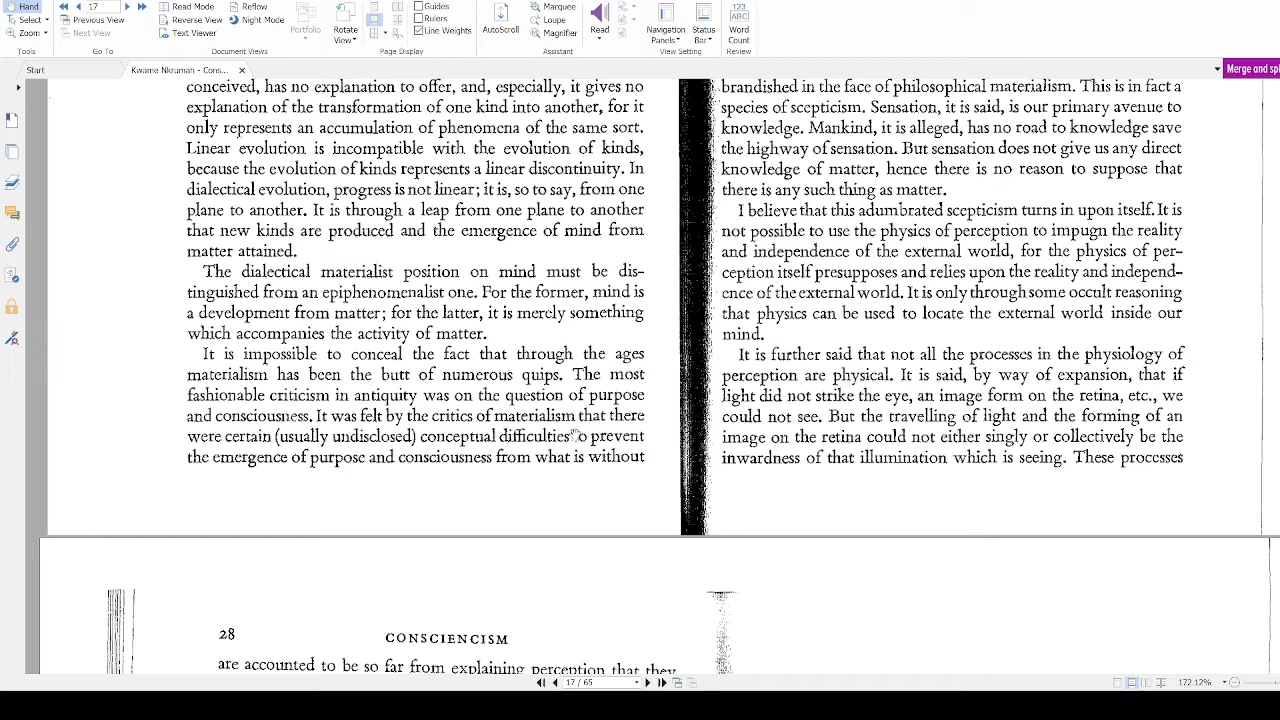 Hand
Select
Zoom
Tools
17
Previous View
Next View
Go To
Read Mode
Reverse View
Text Viewer
Reflow
Night Mode
Document Views
Portfolio
Rotate
View
Guides
Rulers
Line Weights
Page Display
AutoScroll
Marquee
Loupe
Magnifier
Assistant
Read
Navigation
Panels
Status
Bar
View Setting
123
ABC
Word
Count
Review
Start
Kwame Nkrumah - Cons...
Merge and spl
conceived, has no explanation to offer, and, especially, it gives no
explanation of the transformation of one kind into another, for it
only represents an accumulation of phenomena of the same sort.
Linear evolution is incompatible with the evolution of kinds,
because the evolution of kinds represents a linear discontinuity. In
dialectical evolution, progress is not linear; it is, so to say, from one
plane to another. It is through a leap from one plane to another
that new kinds are produced and the emergence of mind from
matter attained.
The dialectical materialist position on mind must be dis-
tinguished from an epiphenomenalist one. For the former, mind is
a development from matter; for the latter, it is merely something
which accompanies the activity of matter.
It is impossible to conceal the fact that through the ages
materialism has been the butt of numerous quips. The most
fashionable criticism in antiquity was on the question of purpose
and consciousness. It was felt by the critics of materialism that there
were certain (usually undisclosed) conceptual difficulties to prevent
the emergence of purpose and consciousness from what is without
brandished in the face of philosophical materialism. This is in fact a
species of scepticism. Sensation, it is said, is our primary avenue to
knowledge. Mankind, it is alleged, has no road to knowledge save
the highway of sensation. But sensation does not give us any direct
knowledge of matter, hence there is no reason to suppose that
there is any such thing as matter.
I believe that this adumbrated scepticism turns in upon itself. It is
not possible to use the physics of perception to impugn the reality
and independence of the external world, for the physics of per-
ception itself presupposes and relies upon the reality and independ-
ence of the external world. It is only through some occult reasoning
that physics can be used to locate the external world inside our
mind.
It is further said that not all the processes in the physiology of
perception are physical. It is said, by way of expansion, that if
light did not strike the eye, an image form on the retina, etc., we
could not see. But the travelling of light and the forming of an
image on the retina could not either singly or collectively be the
inwardness of that illumination which is seeing. These processes
28
CONSCIENCISM
are accounted to be so far from explaining perception that they
17 / 65
172.12%